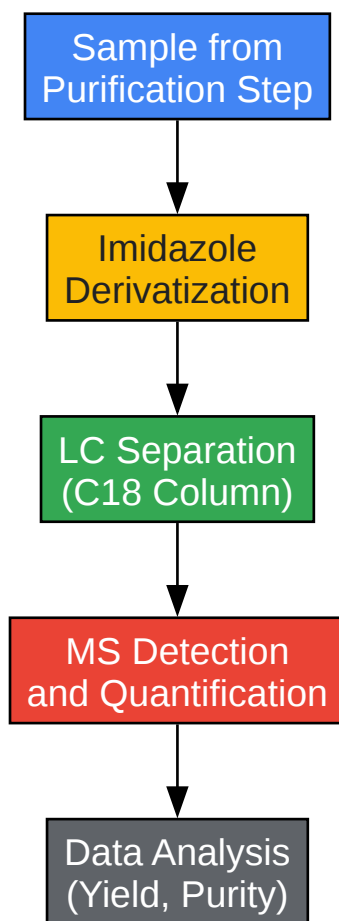 Sample from
Purification Step
Imidazole
Derivatization
LC Separation
(C18 Column)
MS Detection
and Quantification
Data Analysis
(Yield, Purity)